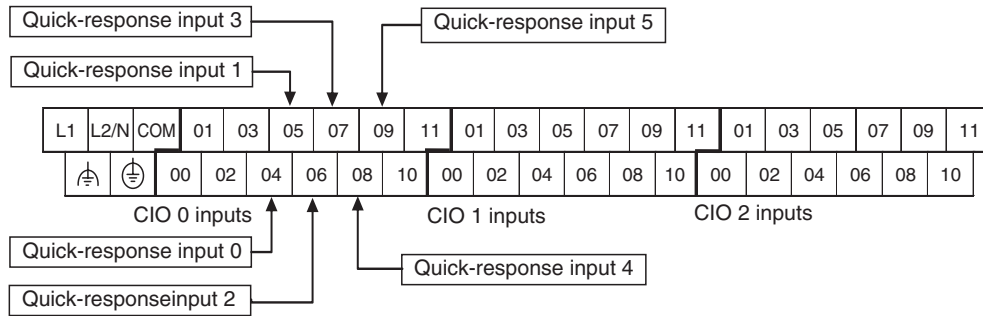 Quick-response input 3
Quick-response input 5
Quick-response input 1
L1 L2/N COM 01 03 05 07 09 11 01 03 05 07 09 11 01 03 05 07 09 11
00 02 04 06 08 10 00 02 04 06 08 10 00 02 04 06 08 10
CIO 0 inputs CIO 1 inputs CIO 2 inputs
Quick-response input 0
Quick-response input 4
Quick-responseinput 2